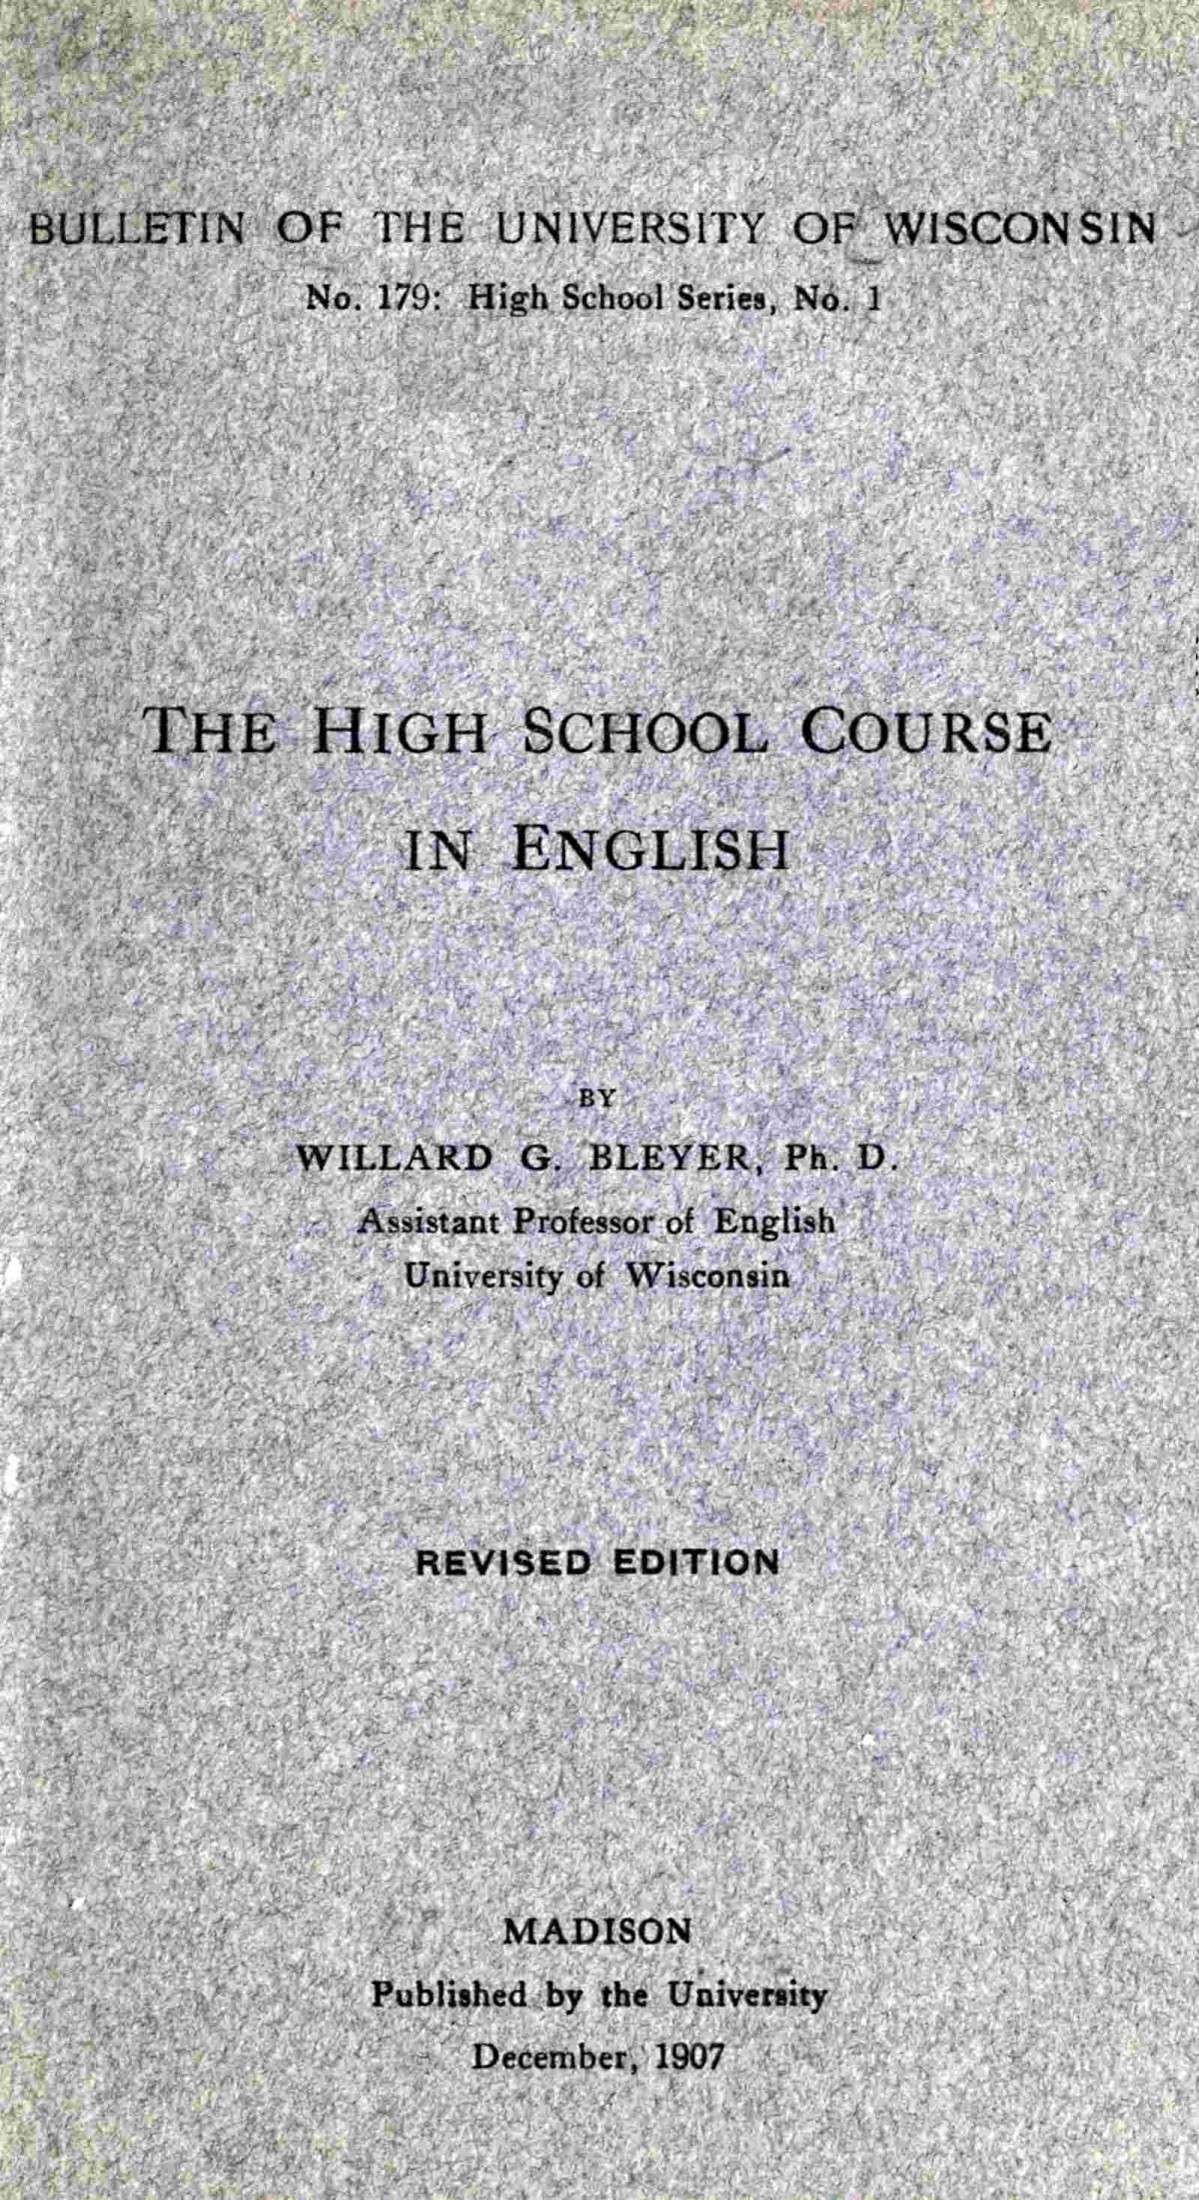 BULLETIN OF THE UNIVERSITY OF WISCONSIN
No. 179: High School Series, No. 1
THE HIGH SCHOOL COURSE
IN ENGLISH
BY
WILLARD G. BLEYER, Ph. D.
Assistant Professor of English
University of Wisconsin
REVISED EDITION
MADISON
Published by the University
December, 1907